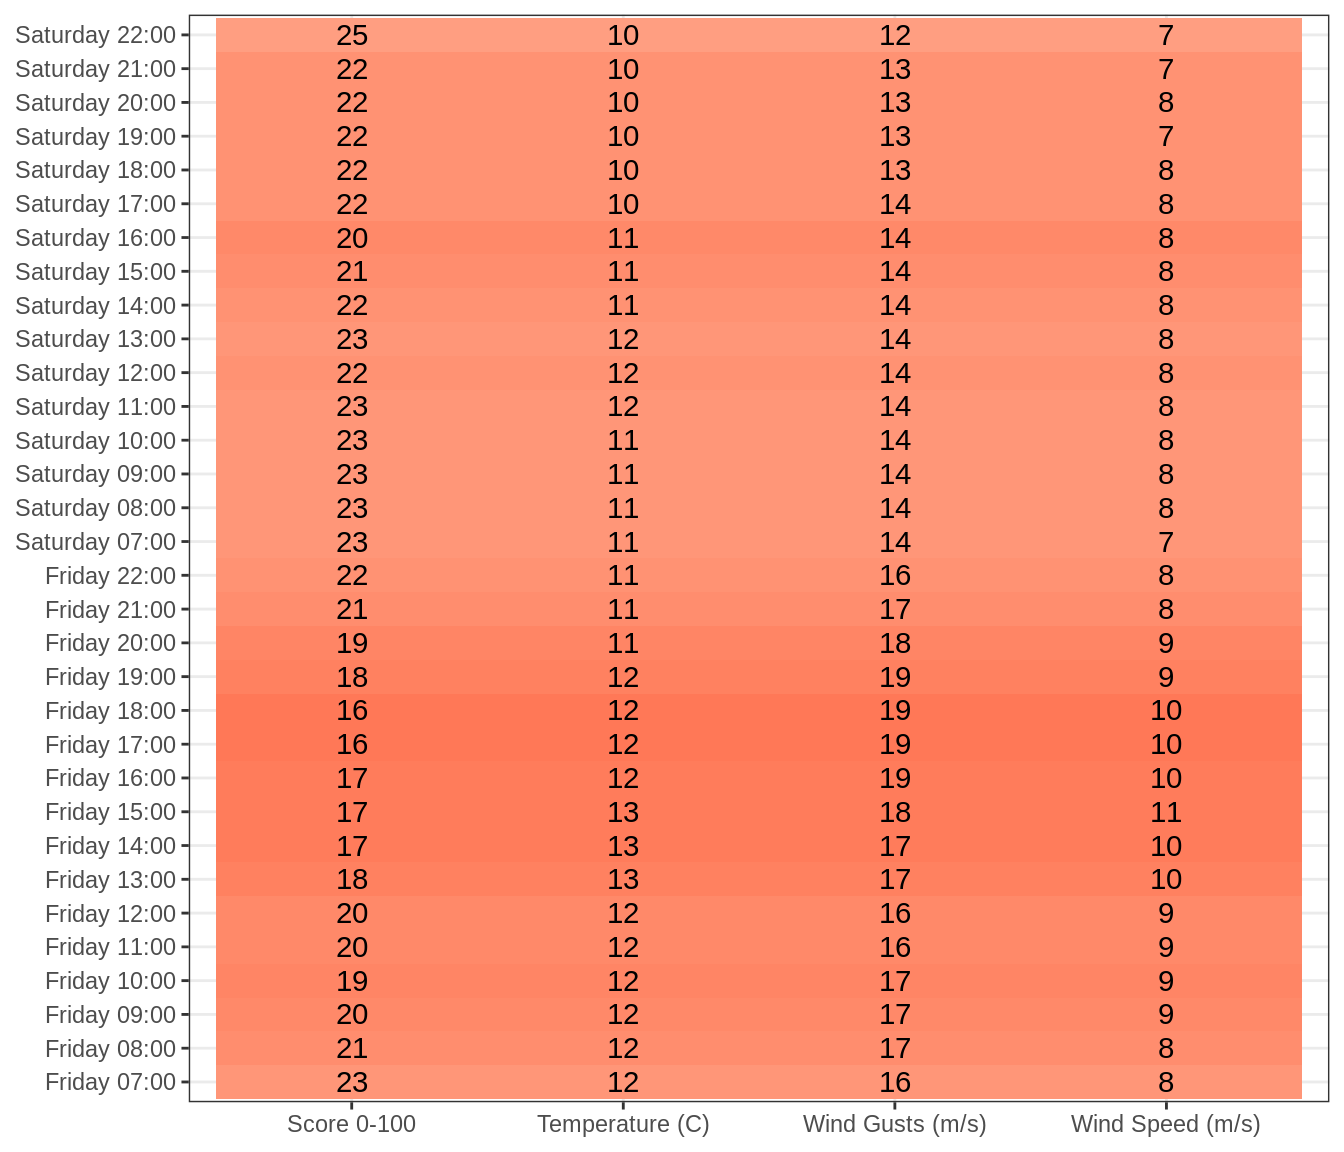 Saturday 22:00 25 10 12 7
Saturday 21:00 22 10 13 7
Saturday 20:00 22 10 13 8
Saturday 19:00 22 10 13 7
Saturday 18:00 22 10 13 8
Saturday 17:00 22 10 14 8
Saturday 16:00 20 11 14 8
Saturday 15:00 21 11 14 8
Saturday 14:00 22 11 14 8
Saturday 13:00 23 12 14 8
Saturday 12:00 22 12 14 8
Saturday 11:00 23 12 14 8
Saturday 10:00 23 11 14 8
Saturday 09:00 23 11 14 8
Saturday 08:00 23 11 14 8
Saturday 07:00 23 11 14 7
Friday 22:00 22 11 16 8
Friday 21:00 21 11 17 8
Friday 20:00 19 11 18 9
Friday 19:00 18 12 19 9
Friday 18:00 16 12 19 10
Friday 17:00 16 12 19 10
Friday 16:00 17 12 19 10
Friday 15:00 17 13 18 11
Friday 14:00 17 13 17 10
Friday 13:00 18 13 17 10
Friday 12:00 20 12 16 9
Friday 11:00 20 12 16 9
Friday 10:00 19 12 17 9
Friday 09:00 20 12 17 9
Friday 08:00 21 12 17 8
Friday 07:00 23 12 16 8
Score 0-100 Temperature (C) Wind Gusts (m/s) Wind Speed (m/s)